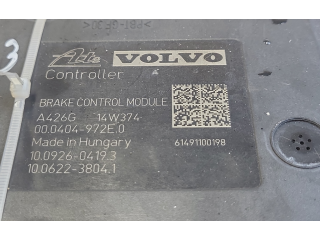 3
Ate VOLVO
Controller
BRAKE CONTROL MODULE
A426G 14W374
00.0404-972E.0
Made in Hungary 61491100198
10.0926-0419.3
10.0622-3804.1